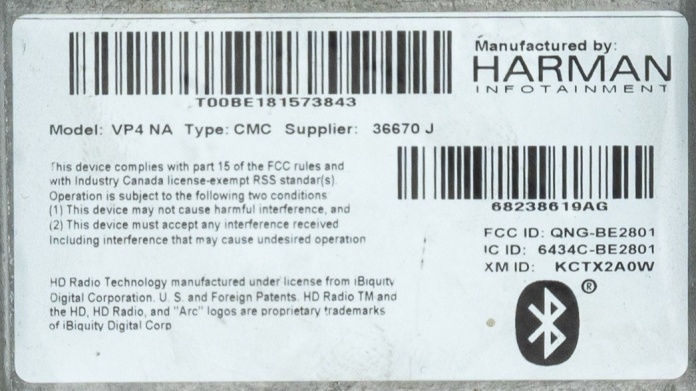 Manufactured by:
HARMAN
INFOTAINMENT
T00BE181573843
Model: VP4 NA Type: CMC Supplier: 36670 J
This device complies with part 15 of the FCC rules and
with Industry Canada license-exempt RSS standar(s).
Operation is subject to the following two conditions
(1) This device may not cause harmful interference, and
(2) This device must accept any interference received
Including interference that may cause undesired operation
68238619AG
FCC ID: QNG-BE2801
IC ID: 6434C-BE2801
XM ID: KCTX2A0W
HD Radio Technology manufactured under license from iBiquity
Digital Corporation. U.S. and Foreign Patents. HD Radio TM and
the HD, HD Radio, and "Arc" logos are proprietary trademarks
of iBiquity Digital Corp
®